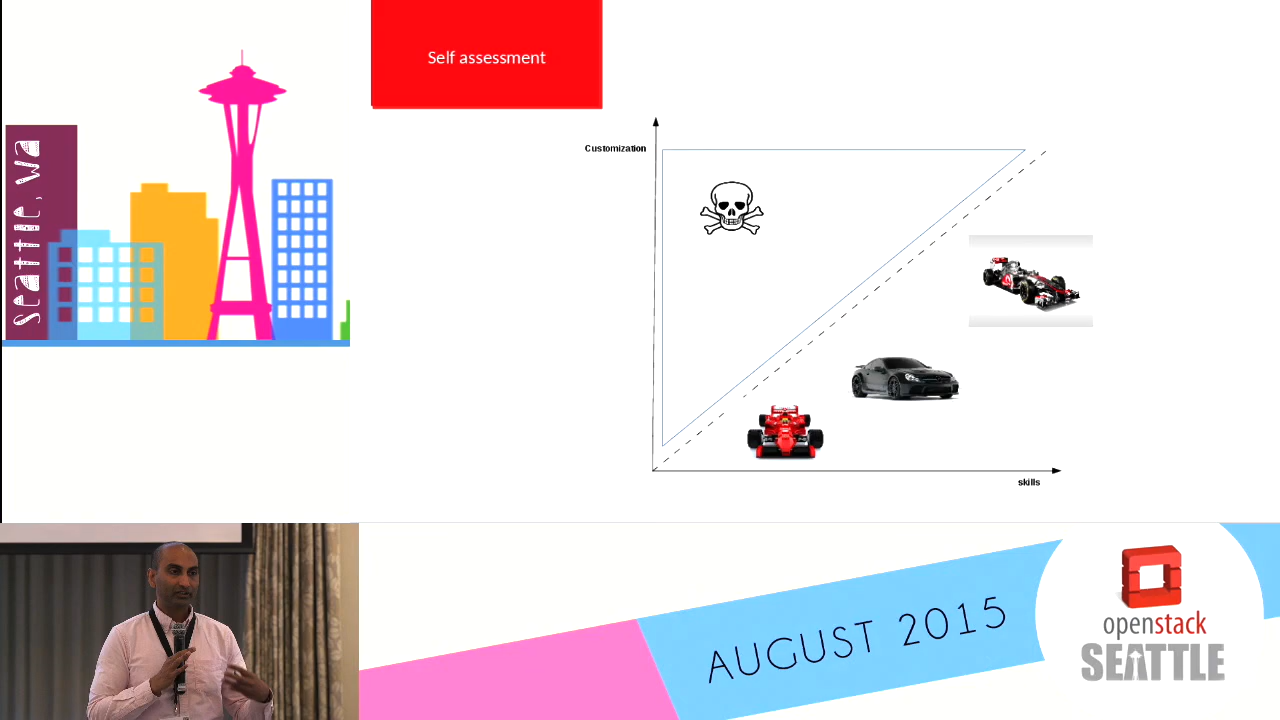 Self assessment
Seattle, WA
Customization
skills
AUGUST 2015
openstack
SEATTLE